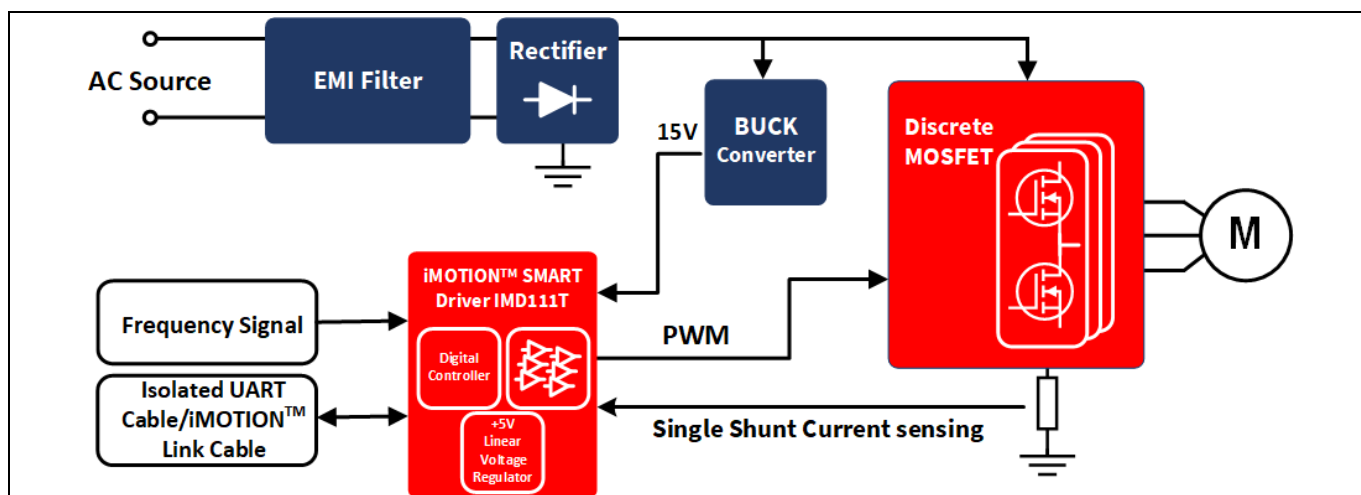 AC Source
EMI Filter
Rectifier
15V
BUCK
Converter
Discrete
MOSFET
M
iMOTION™ SMART
Driver IMD111T
Digital
Controller
+5V
Linear
Voltage
Regulator
Frequency Signal
Isolated UART
Cable/iMOTION™
Link Cable
PWM
Single Shunt Current sensing